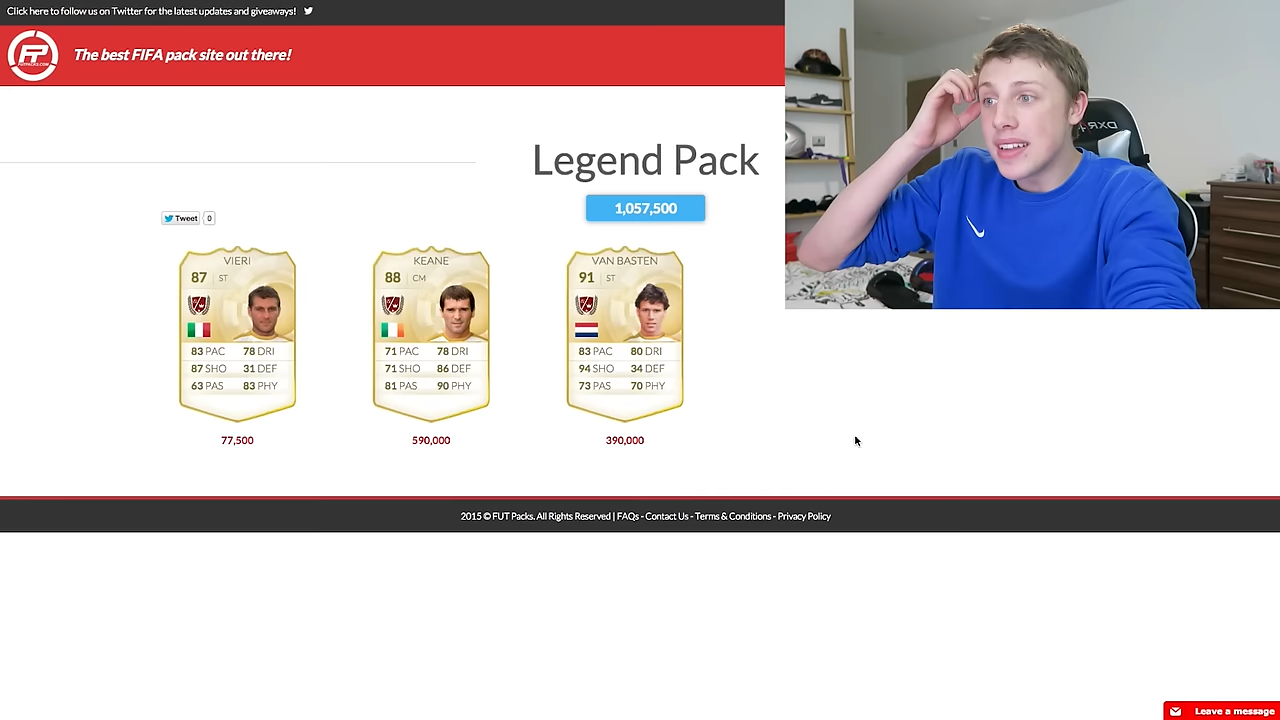 Click here to follow us on Twitter for the latest updates and giveaways!
FP
FUTPACKS.COM
The best FIFA pack site out there!
Legend Pack
1,057,500
Tweet 0
VIERI
87 ST
83 PAC 78 DRI
87 SHO 31 DEF
63 PAS 83 PHY
77,500
KEANE
88 CM
71 PAC 78 DRI
71 SHO 86 DEF
81 PAS 90 PHY
590,000
VAN BASTEN
91 ST
83 PAC 80 DRI
94 SHO 34 DEF
73 PAS 70 PHY
390,000
2015 © FUT Packs. All Rights Reserved | FAQs - Contact Us - Terms & Conditions - Privacy Policy
Leave a message